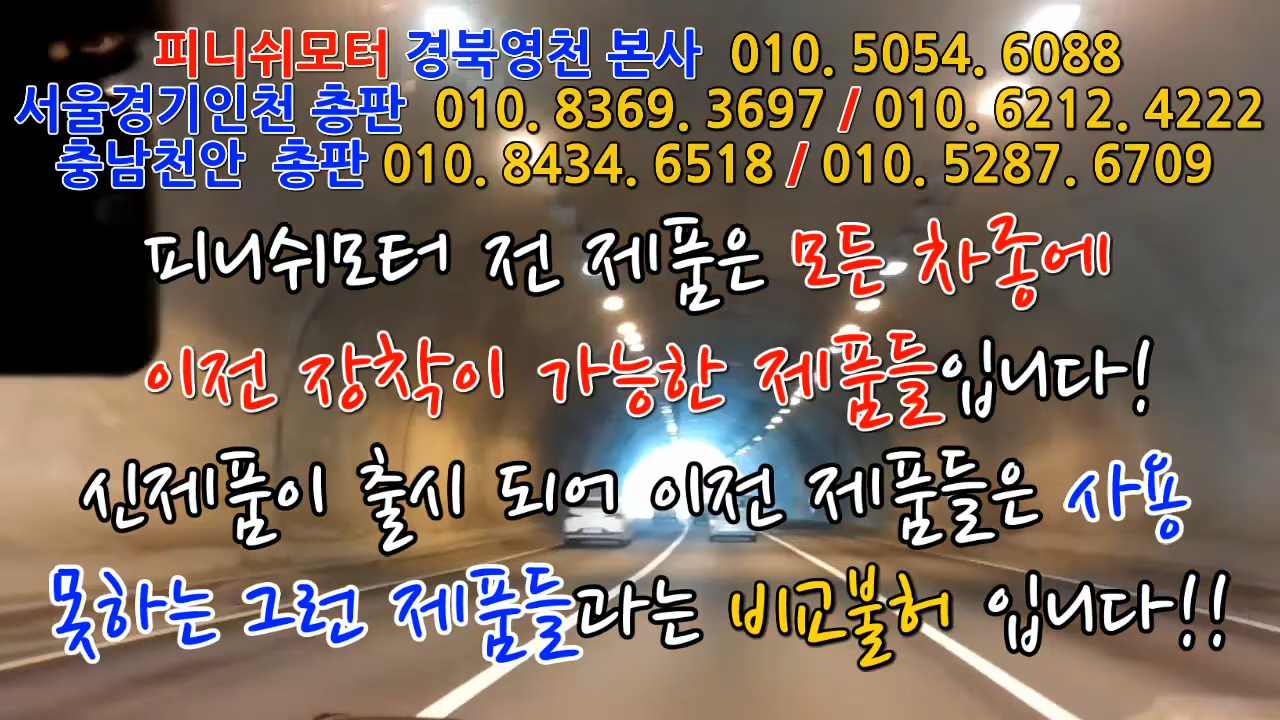 피니쉬모터 경북영천 본사 010. 5054. 6088
서울경기인천 총판 010. 8369. 3697 / 010. 6212. 4222
충남천안 총판 010. 8434. 6518 / 010. 5287. 6709
피니쉬모터 전 제품은 모든 차종에
이전 장착이 가능한 제품들입니다!
신제품이 출시 되어 이전 제품들은 사용
못하는 그런 제품들과는 비교불허 입니다!!